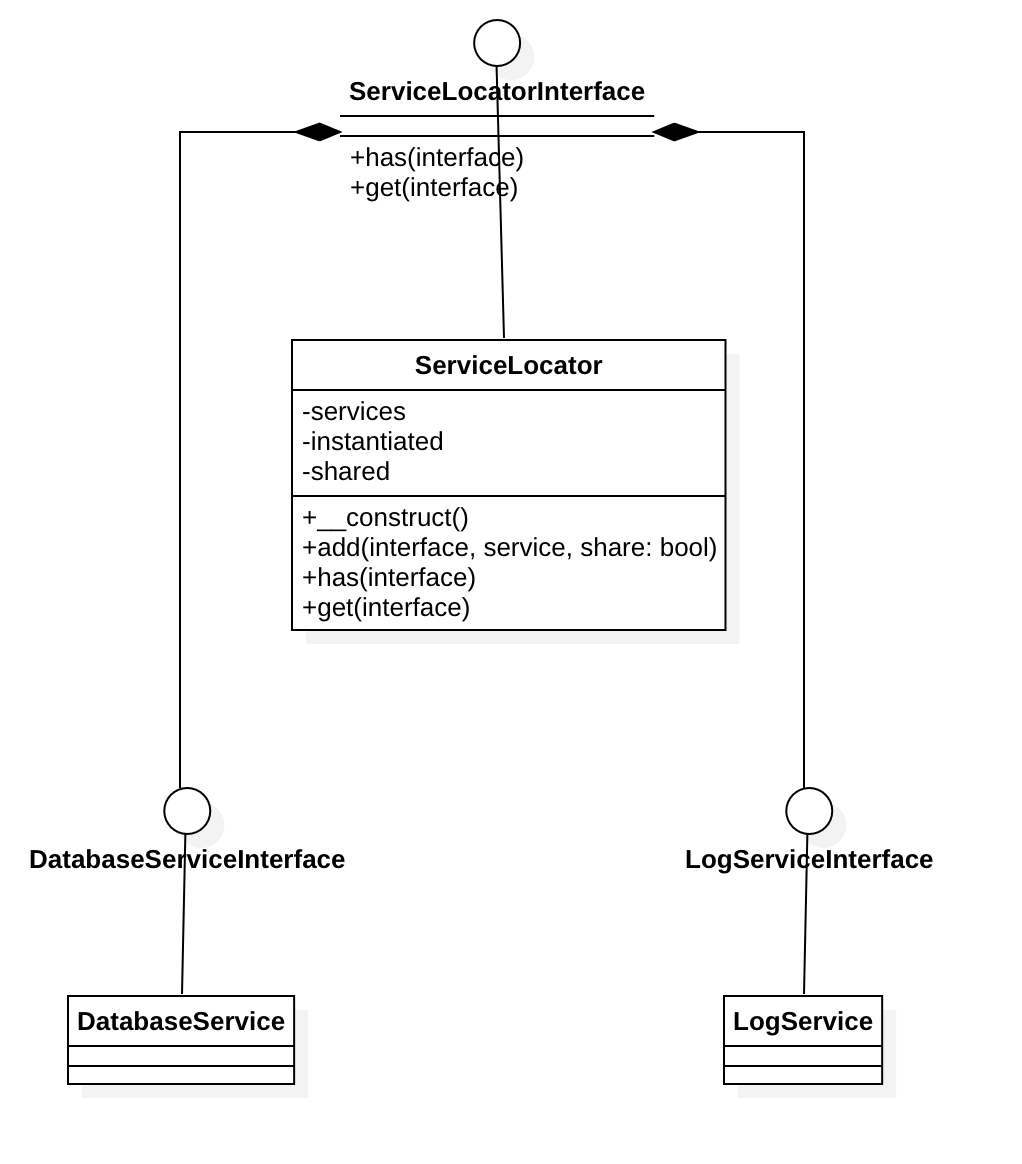 ServiceLocatorInterface
+has(interface)
+get(interface)
ServiceLocator
-services
-instantiated
-shared
+__construct()
+add(interface, service, share: bool)
+has(interface)
+get(interface)
DatabaseServiceInterface
LogServiceInterface
DatabaseService
LogService